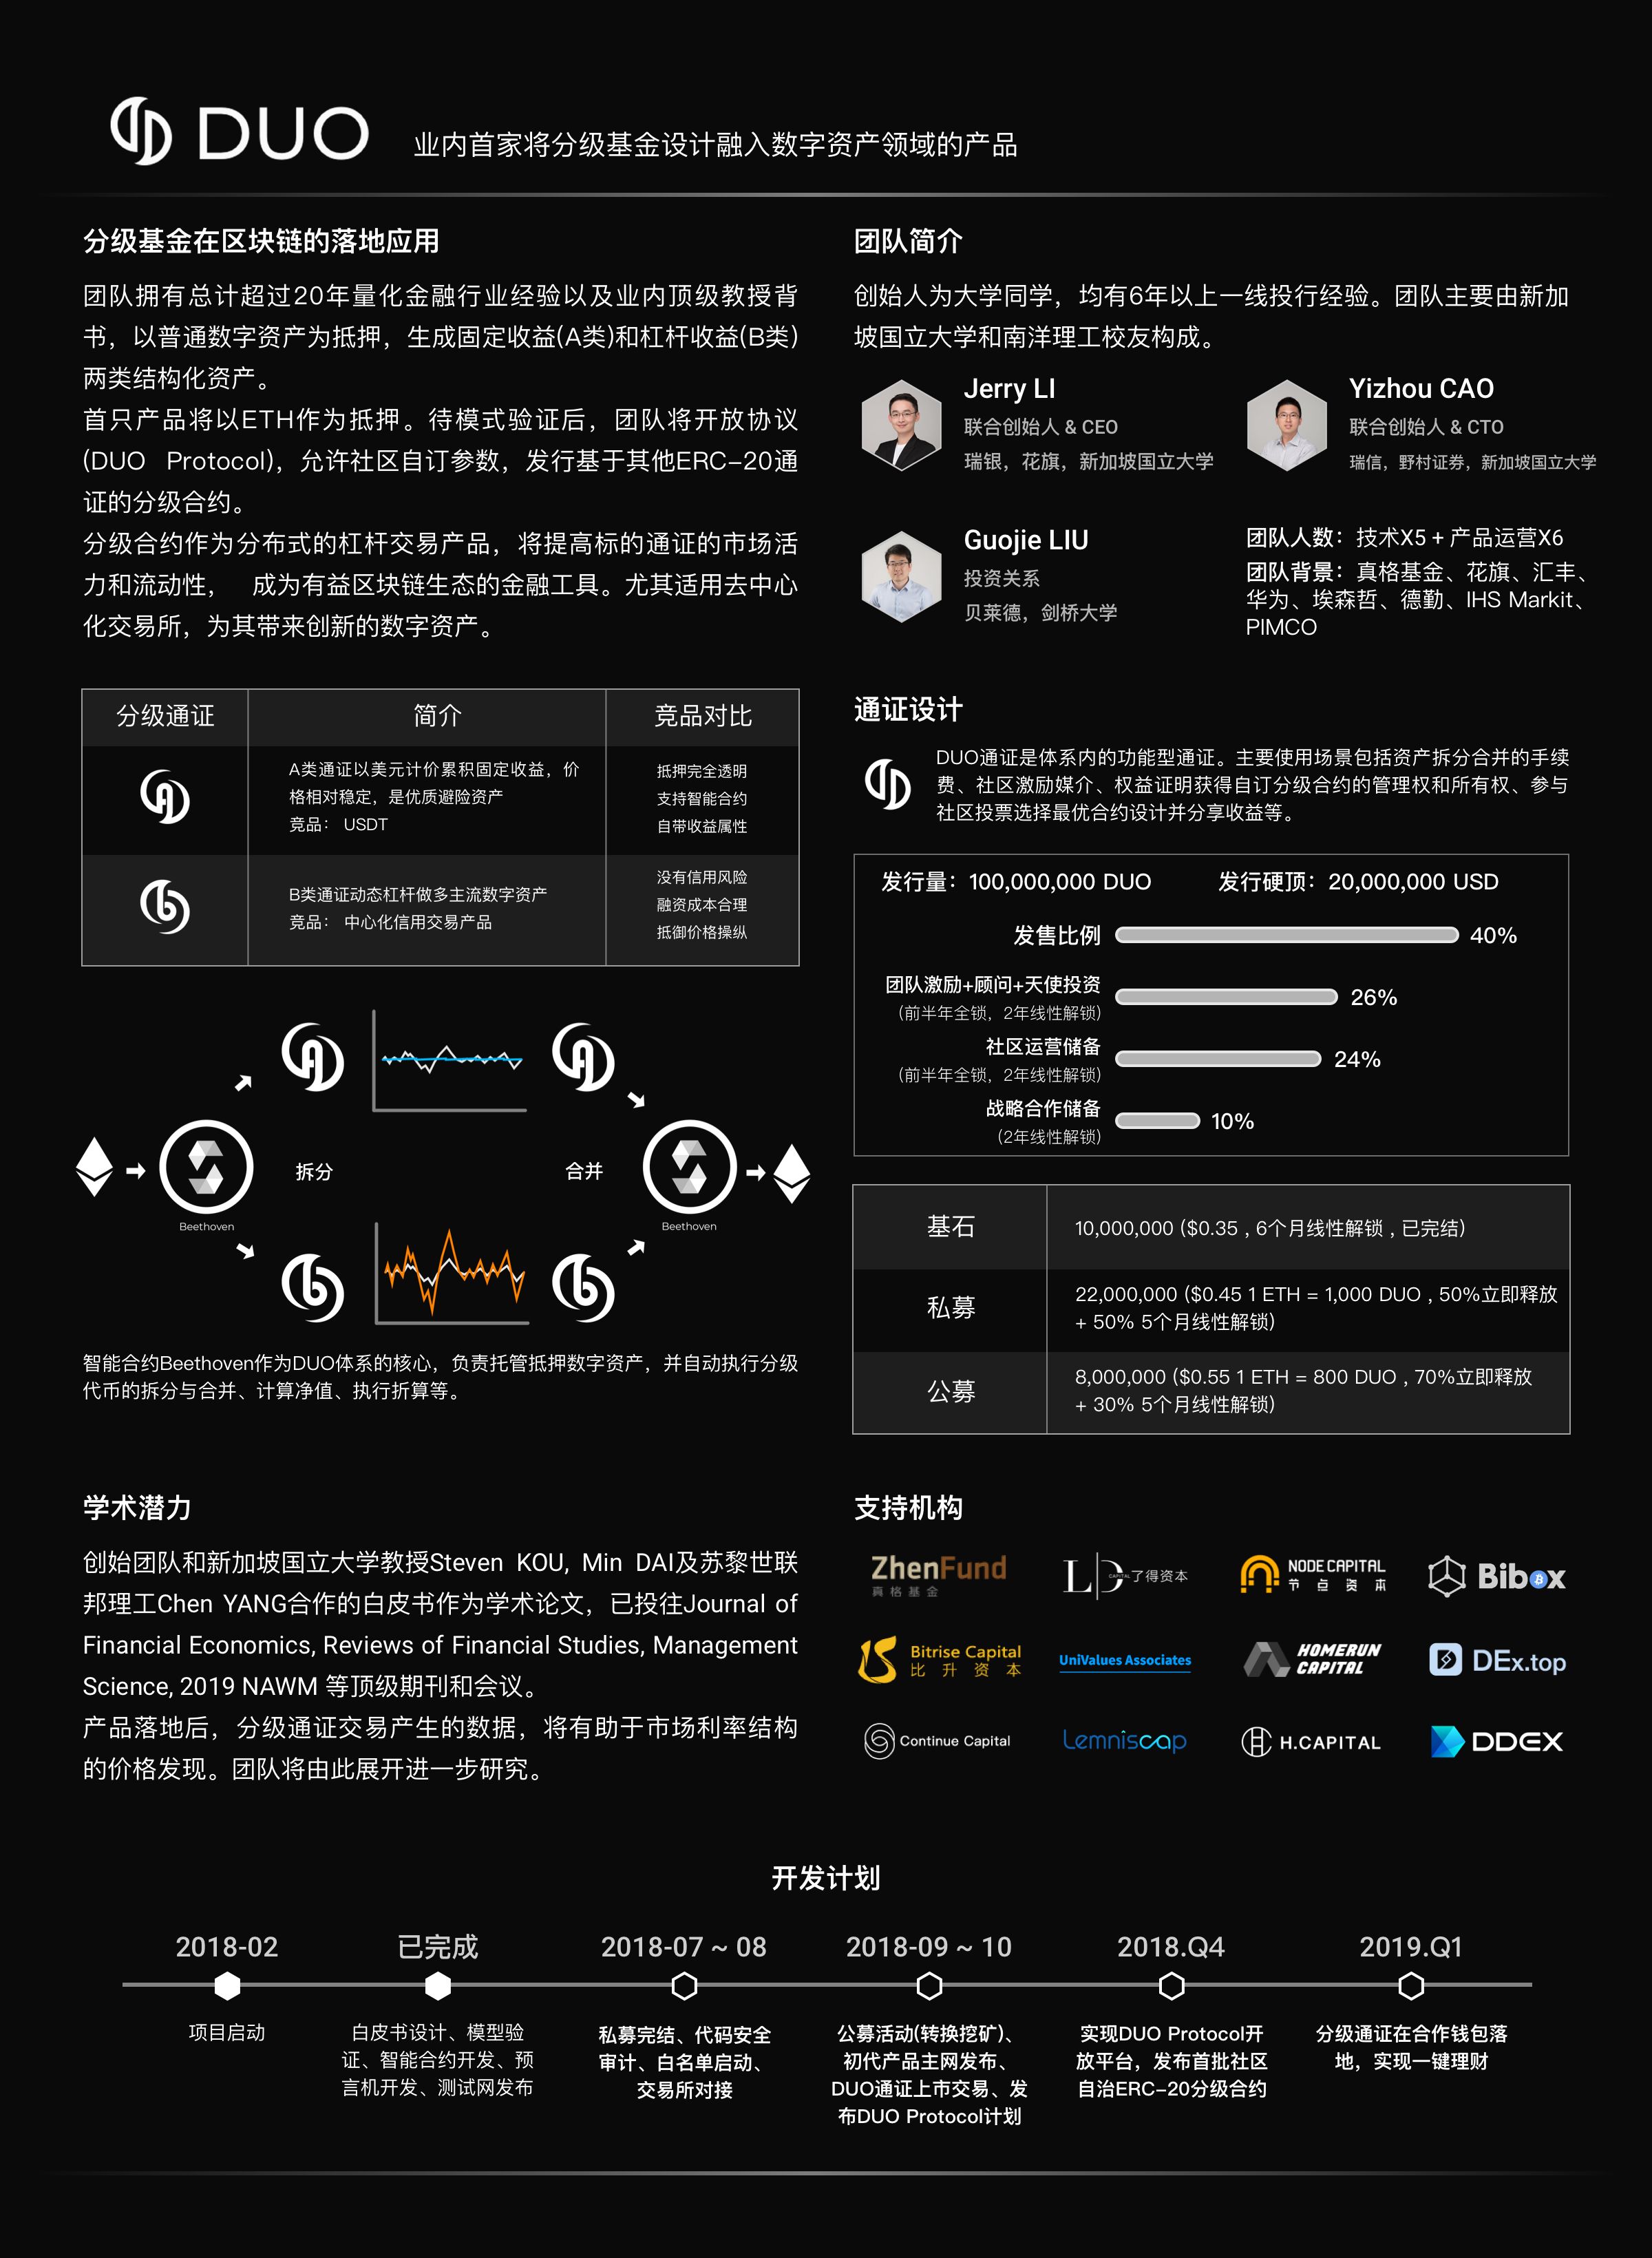 DUO
业内首家将分级基金设计融入数字资产领域的产品
分级基金在区块链的落地应用
团队拥有总计超过20年量化金融行业经验以及业内顶级教授背
书，以普通数字资产为抵押，生成固定收益(A类)和杠杆收益(B类)
两类结构化资产。
首只产品将以ETH作为抵押。待模式验证后，团队将开放协议
(DUO Protocol)，允许社区自订参数，发行基于其他ERC-20通
证的分级合约。
分级合约作为分布式的杠杆交易产品，将提高标的通证的市场活
力和流动性， 成为有益区块链生态的金融工具。尤其适用去中心
化交易所，为其带来创新的数字资产。
分级通证
简介
竞品对比
A类通证以美元计价累积固定收益，价
格相对稳定，是优质避险资产
竞品： USDT
抵押完全透明
支持智能合约
自带收益属性
B类通证动态杠杆做多主流数字资产
竞品： 中心化信用交易产品
没有信用风险
融资成本合理
抵御价格操纵
拆分
合并
Beethoven
Beethoven
智能合约Beethoven作为DUO体系的核心，负责托管抵押数字资产，并自动执行分级
代币的拆分与合并、计算净值、执行折算等。
学术潜力
创始团队和新加坡国立大学教授Steven KOU, Min DAI及苏黎世联
邦理工Chen YANG合作的白皮书作为学术论文，已投往Journal of
Financial Economics, Reviews of Financial Studies, Management
Science, 2019 NAWM 等顶级期刊和会议。
产品落地后，分级通证交易产生的数据，将有助于市场利率结构
的价格发现。团队将由此展开进一步研究。
团队简介
创始人为大学同学，均有6年以上一线投行经验。团队主要由新加
坡国立大学和南洋理工校友构成。
Jerry LI
联合创始人 & CEO
瑞银，花旗，新加坡国立大学
Yizhou CAO
联合创始人 & CTO
瑞信，野村证券，新加坡国立大学
Guojie LIU
投资关系
贝莱德，剑桥大学
团队人数：技术X5 + 产品运营X6
团队背景：真格基金、花旗、汇丰、
华为、埃森哲、德勤、IHS Markit、
PIMCO
通证设计
DUO通证是体系内的功能型通证。主要使用场景包括资产拆分合并的手续
费、社区激励媒介、权益证明获得自订分级合约的管理权和所有权、参与
社区投票选择最优合约设计并分享收益等。
发行量：100,000,000 DUO
发行硬顶：20,000,000 USD
发售比例
40%
团队激励+顾问+天使投资
(前半年全锁，2年线性解锁)
26%
社区运营储备
(前半年全锁，2年线性解锁)
24%
战略合作储备
(2年线性解锁)
10%
基石
10,000,000 ($0.35 , 6个月线性解锁 , 已完结)
私募
22,000,000 ($0.45 1 ETH = 1,000 DUO , 50%立即释放
+ 50% 5个月线性解锁)
公募
8,000,000 ($0.55 1 ETH = 800 DUO , 70%立即释放
+ 30% 5个月线性解锁)
支持机构
ZhenFund
真格基金
LD CAPITAL 了得资本
NODE CAPITAL
节点资本
Bibox
Bitrise Capital
比升资本
UniValues Associates
HOMERUN
CAPITAL
DEx.top
Continue Capital
Lemniscap
H.CAPITAL
DDEX
开发计划
2018-02
已完成
2018-07 ~ 08
2018-09 ~ 10
2018.Q4
2019.Q1
项目启动
白皮书设计、模型验
证、智能合约开发、预
言机开发、测试网发布
私募完结、代码安全
审计、白名单启动、
交易所对接
公募活动(转换挖矿)、
初代产品主网发布、
DUO通证上市交易、发
布DUO Protocol计划
实现DUO Protocol开
放平台，发布首批社区
自治ERC-20分级合约
分级通证在合作钱包落
地，实现一键理财